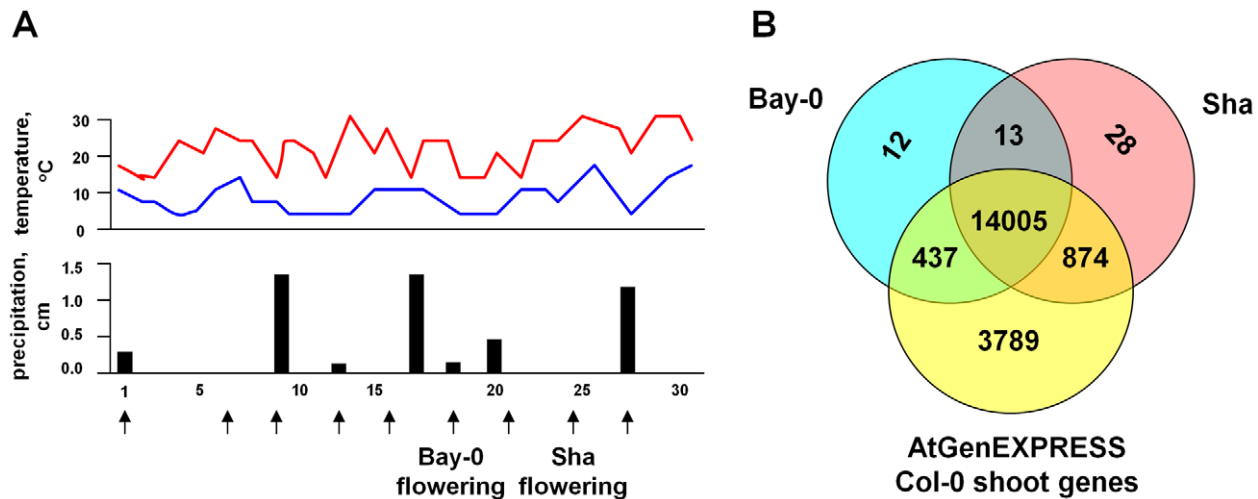 A
temperature,
oC
30
20
10
0
precipitation,
cm
1.5
1.0
0.5
0.0
1 5 10 15 20 25 30
Bay-0
flowering
Sha
flowering
B
Bay-0
Sha
12
13
28
14005
437
874
3789
AtGenEXPRESS
Col-0 shoot genes